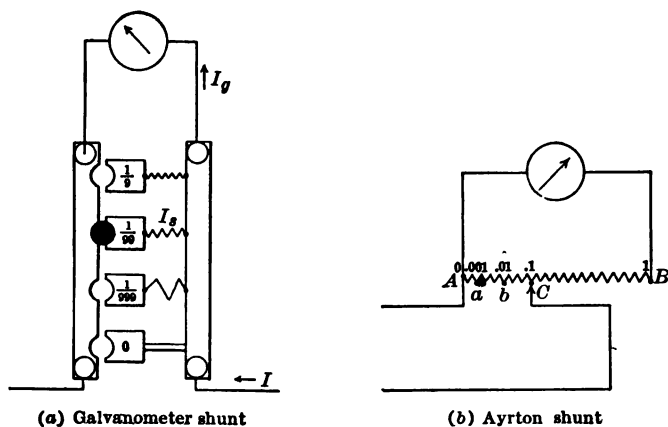 I_g
1/9
1/99
I_s
1/999
0
I
(a) Galvanometer shunt
0 .001 .01 .1 1
A a b C B
(b) Ayrton shunt